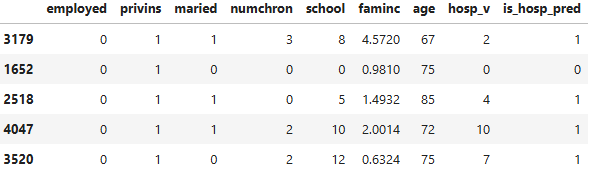 employed privins maried numchron school faminc age hosp_v is_hosp_pred
3179 0 1 1 3 8 4.5720 67 2 1
1652 0 1 0 0 0 0.9810 75 0 0
2518 0 1 1 0 5 1.4932 85 4 1
4047 0 1 1 2 10 2.0014 72 10 1
3520 0 1 0 2 12 0.6324 75 7 1